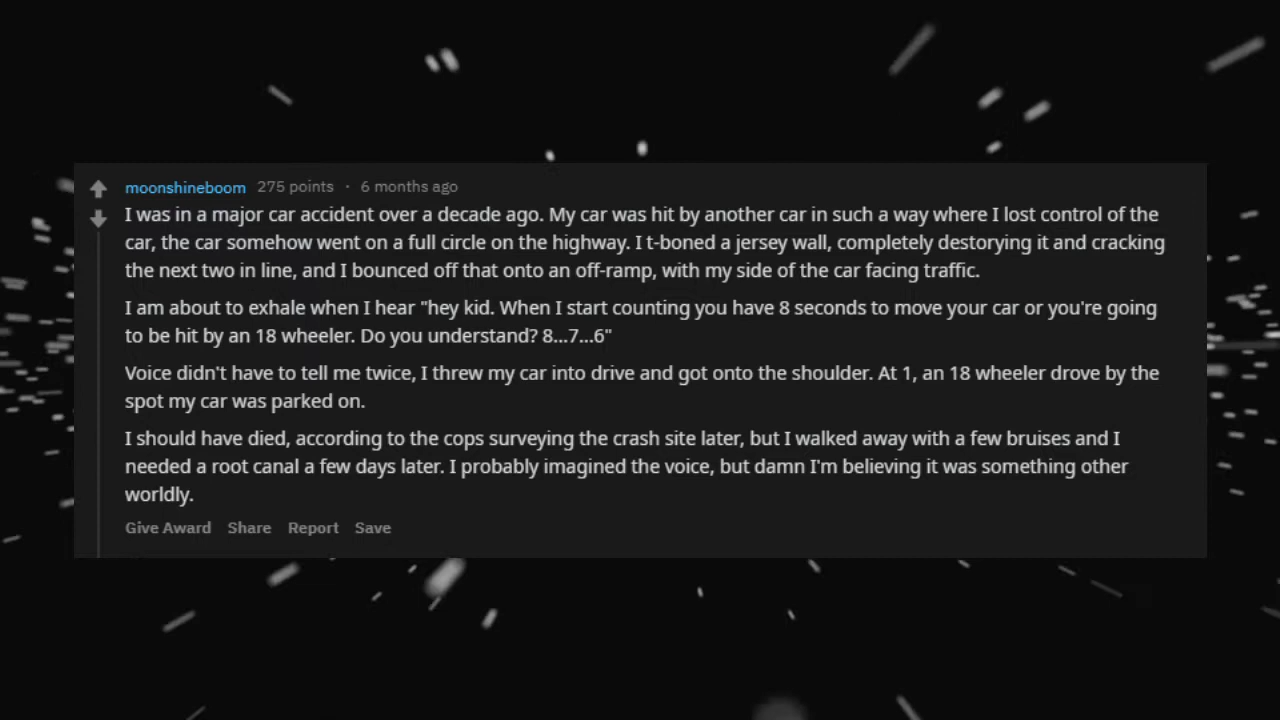 moonshineboom 275 points · 6 months ago
I was in a major car accident over a decade ago. My car was hit by another car in such a way where I lost control of the
car, the car somehow went on a full circle on the highway. I t-boned a jersey wall, completely destorying it and cracking
the next two in line, and I bounced off that onto an off-ramp, with my side of the car facing traffic.
I am about to exhale when I hear "hey kid. When I start counting you have 8 seconds to move your car or you're going
to be hit by an 18 wheeler. Do you understand? 8...7...6"
Voice didn't have to tell me twice, I threw my car into drive and got onto the shoulder. At 1, an 18 wheeler drove by the
spot my car was parked on.
I should have died, according to the cops surveying the crash site later, but I walked away with a few bruises and I
needed a root canal a few days later. I probably imagined the voice, but damn I'm believing it was something other
worldly.
Give Award Share Report Save